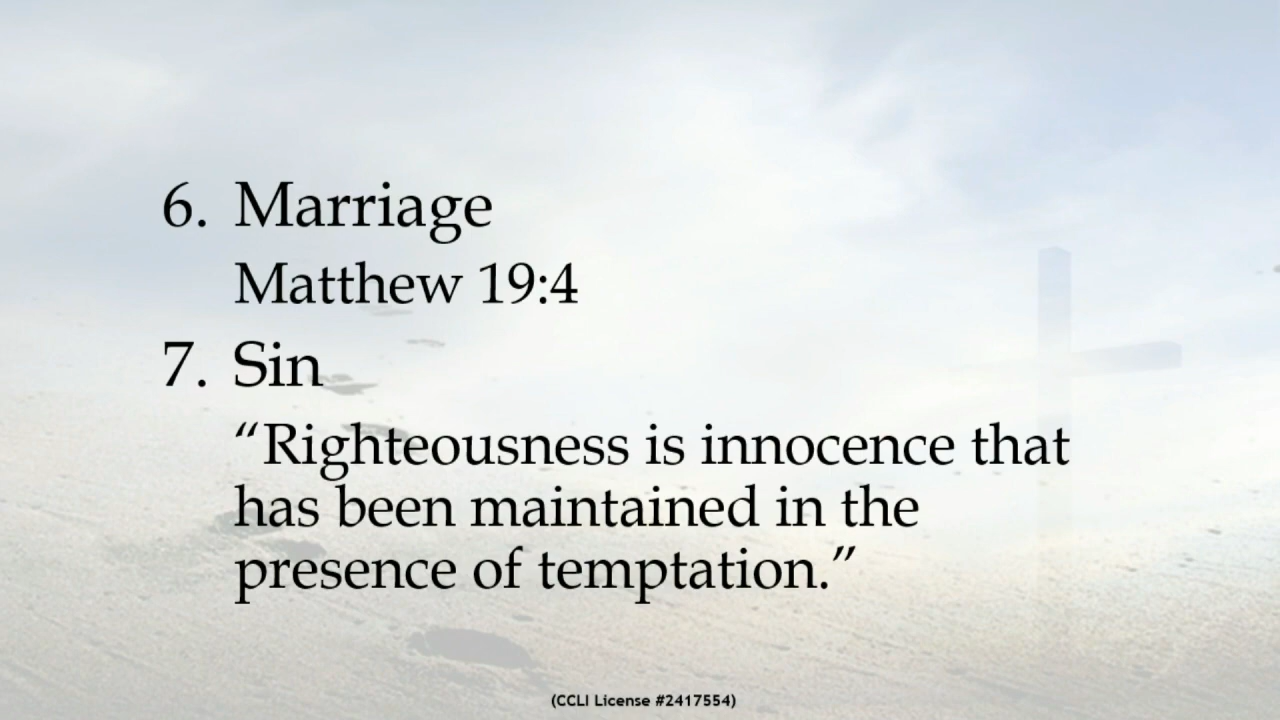 6. Marriage
Matthew 19:4
7. Sin
“Righteousness is innocence that
has been maintained in the
presence of temptation.”
(CCLI License #2417554)